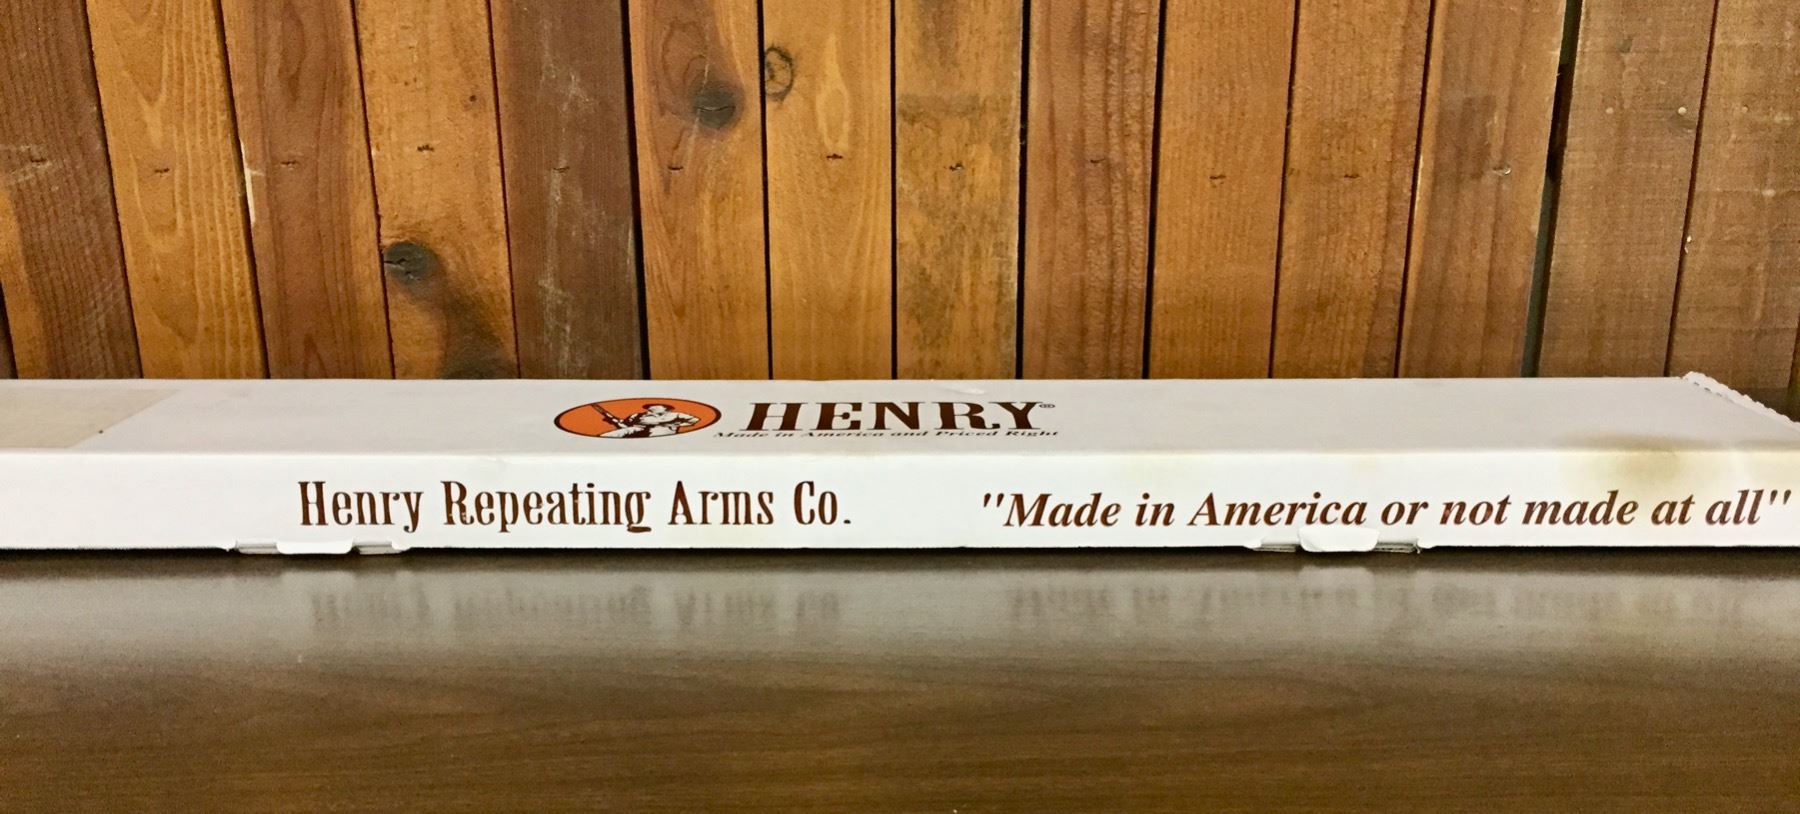 HENRY®
Made in America and Priced Right
Henry Repeating Arms Co.
"Made in America or not made at all"